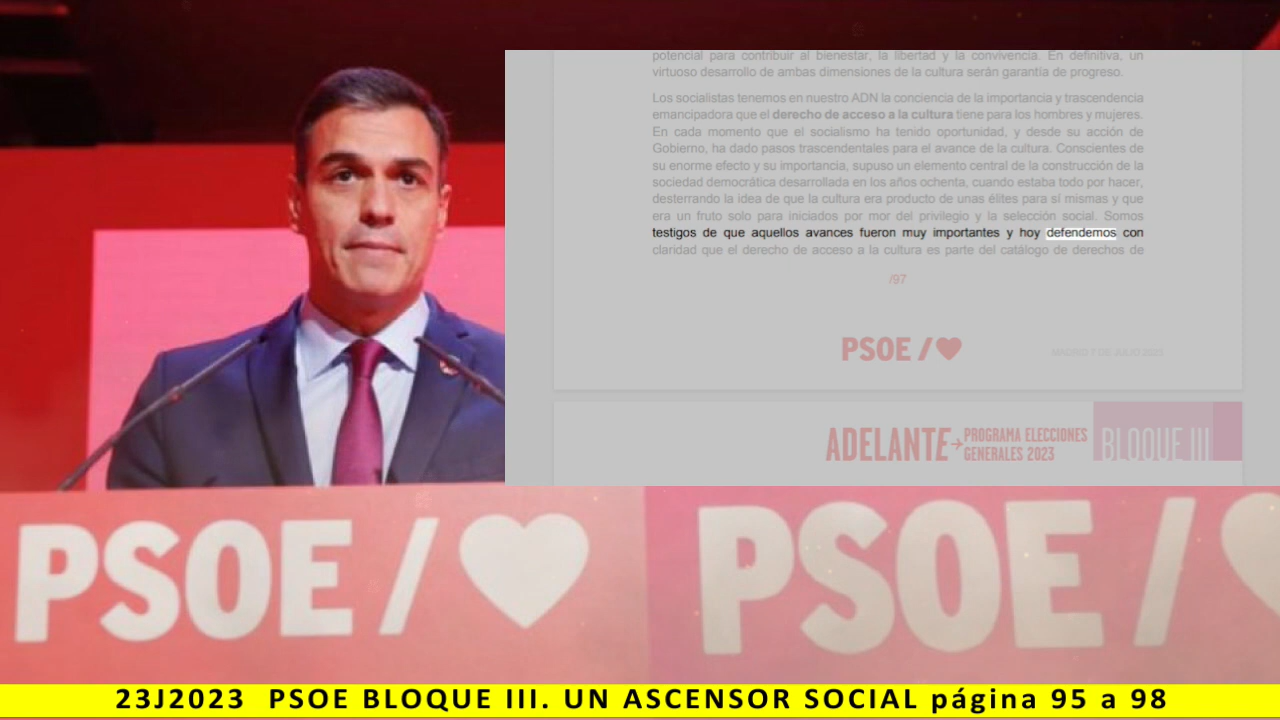 potencial para contribuir al bienestar, la libertad y la convivencia. En definitiva, un
virtuoso desarrollo de ambas dimensiones de la cultura serán garantía de progreso.
Los socialistas tenemos en nuestro ADN la conciencia de la importancia y trascendencia
emancipadora que el derecho de acceso a la cultura tiene para los hombres y mujeres.
En cada momento que el socialismo ha tenido oportunidad, y desde su acción de
Gobierno, ha dado pasos trascendentales para el avance de la cultura. Conscientes de
su enorme efecto y su importancia, supuso un elemento central de la construcción de la
sociedad democrática desarrollada en los años ochenta, cuando estaba todo por hacer,
desterrando la idea de que la cultura era producto de unas élites para sí mismas y que
era un fruto solo para iniciados por mor del privilegio y la selección social. Somos
testigos de que aquellos avances fueron muy importantes y hoy defendemos con
claridad que el derecho de acceso a la cultura es parte del catálogo de derechos de
/97
PSOE /
MADRID 7 DE JULIO 2023
ADELANTE
PROGRAMA ELECCIONES
GENERALES 2023
BLOQUE III
PSOE /
PSOE /
23J2023 PSOE BLOQUE III. UN ASCENSOR SOCIAL página 95 a 98